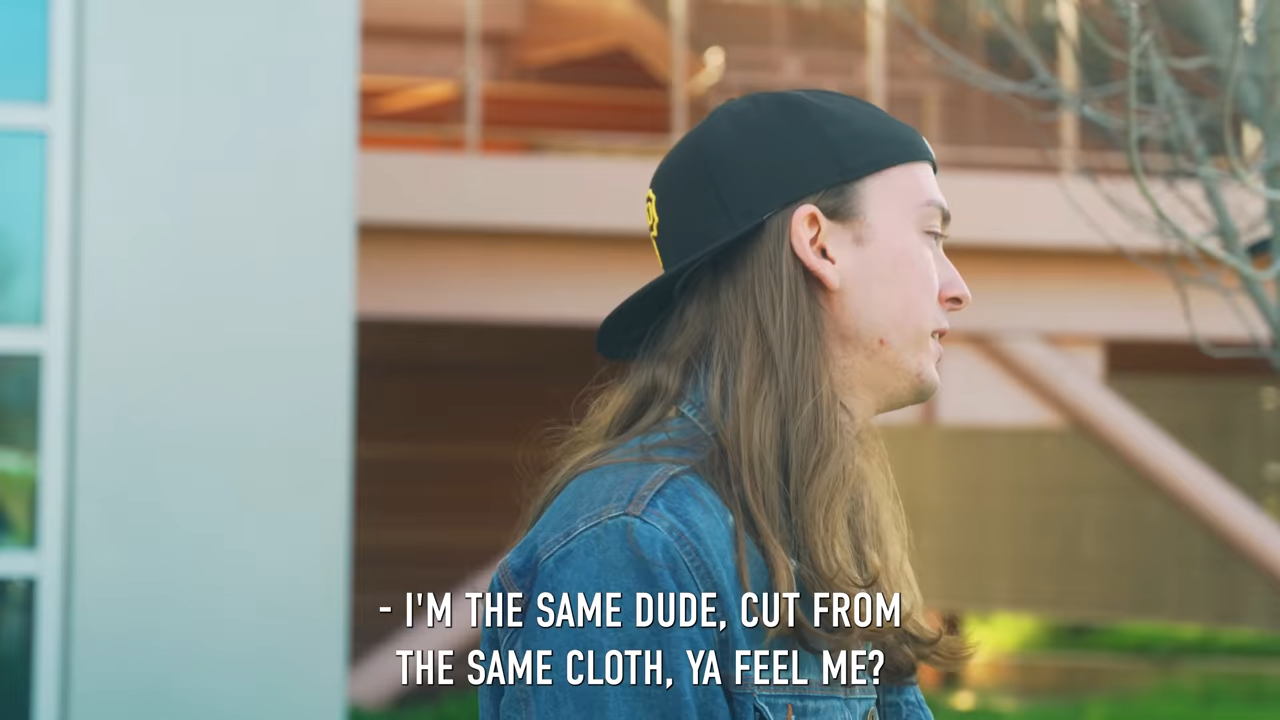 - I'M THE SAME DUDE, CUT FROM
THE SAME CLOTH, YA FEEL ME?